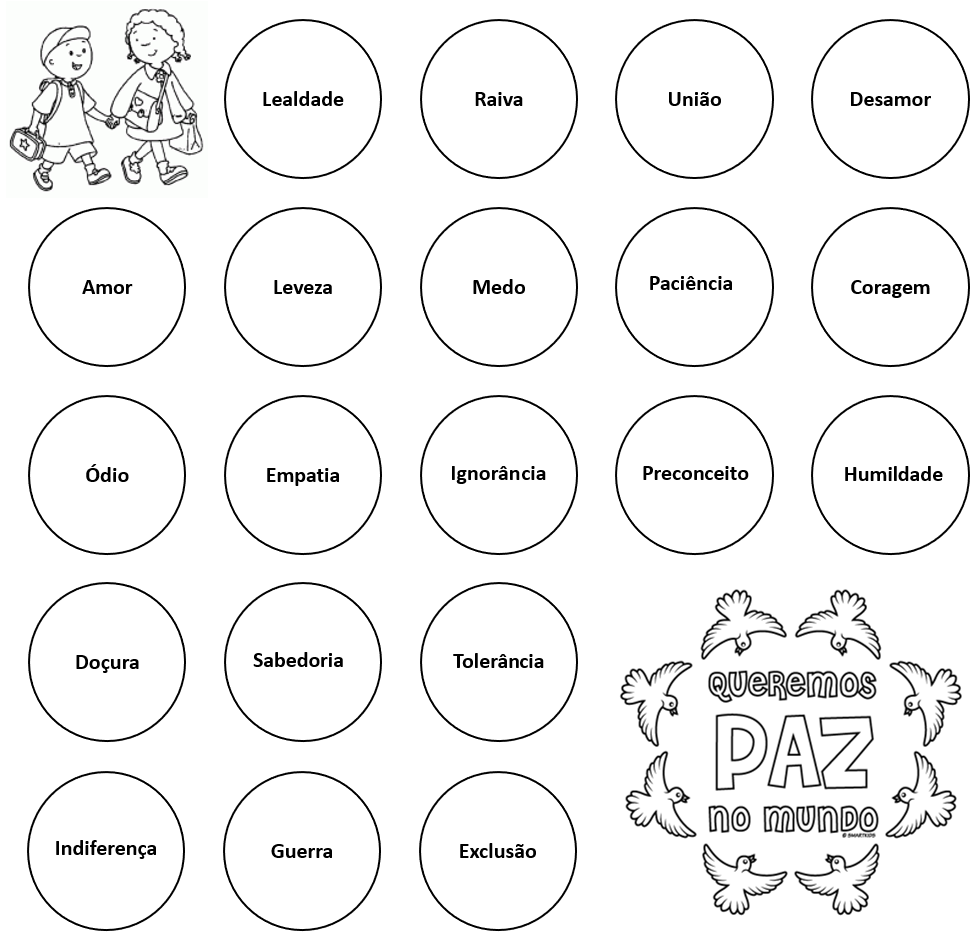 Lealdade
Raiva
União
Desamor
Amor
Leveza
Medo
Paciência
Coragem
Ódio
Empatia
Ignorância
Preconceito
Humildade
Doçura
Sabedoria
Tolerância
QUEREMOS
PAZ
NO MUNDO
© SMARTKIDS
Indiferença
Guerra
Exclusão